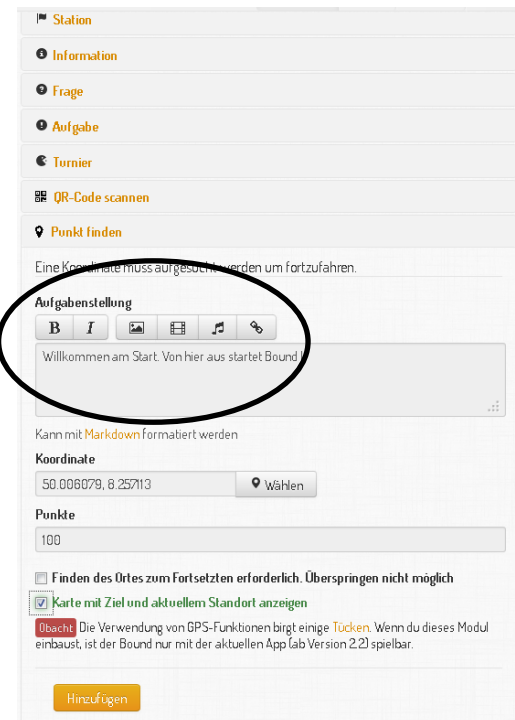 Station
Information
Frage
Aufgabe
Turnier
QR-Code scannen
Punkt finden
Eine Koordinate muss aufgesucht werden um fortzufahren.
Aufgabenstellung
B I
Willkommen am Start. Von hier aus startet Bound
Kann mit Markdown formatiert werden
Koordinate
50.006079, 8.257113 Wählen
Punkte
100
Finden des Ortes zum Fortsetzten erforderlich. Überspringen nicht möglich
Karte mit Ziel und aktuellem Standort anzeigen
Obacht Die Verwendung von GPS-Funktionen birgt einige Tücken. Wenn du dieses Modul
einbaust, ist der Bound nur mit der aktuellen App (ab Version 2.2) spielbar.
Hinzufügen